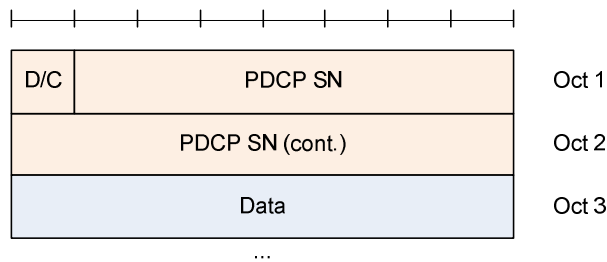 D/C PDCP SN Oct 1
PDCP SN (cont.) Oct 2
Data Oct 3
...